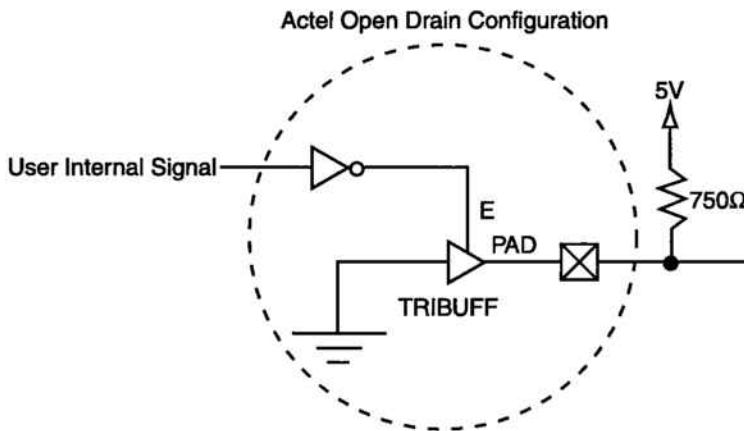 Actel Open Drain Configuration
5V
User Internal Signal
750Ω
E
PAD
TRIBUFF